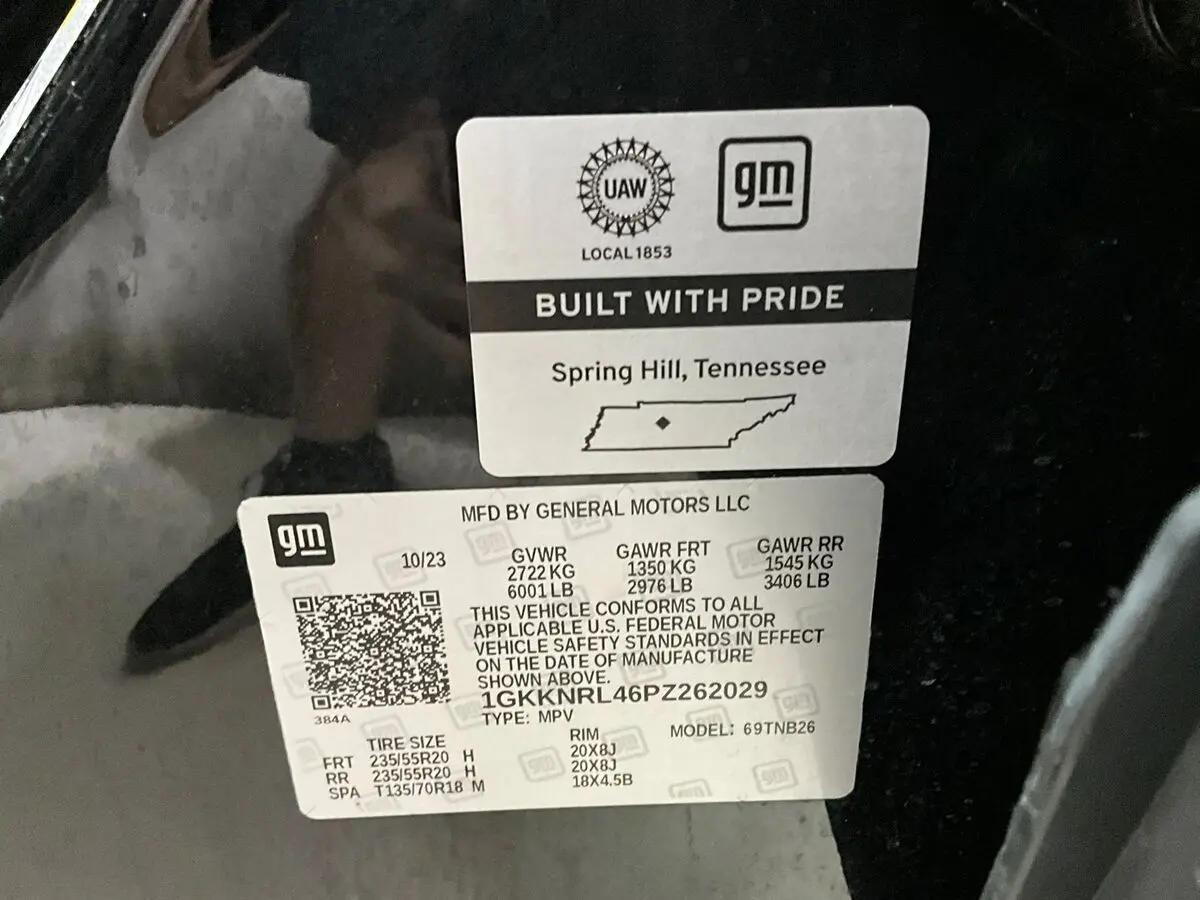 UAW
gm
LOCAL 1853
BUILT WITH PRIDE
Spring Hill, Tennessee
gm
MFD BY GENERAL MOTORS LLC
10/23
GVWR GAWR FRT GAWR RR
2722 KG 1350 KG 1545 KG
6001 LB 2976 LB 3406 LB
THIS VEHICLE CONFORMS TO ALL
APPLICABLE U.S. FEDERAL MOTOR
VEHICLE SAFETY STANDARDS IN EFFECT
ON THE DATE OF MANUFACTURE
SHOWN ABOVE.
1GKKNRL46PZ262029
384A
TYPE: MPV
MODEL: 69TNB26
TIRE SIZE RIM
FRT 235/55R20 H 20X8J
RR 235/55R20 H 20X8J
SPA T135/70R18 M 18X4.5B